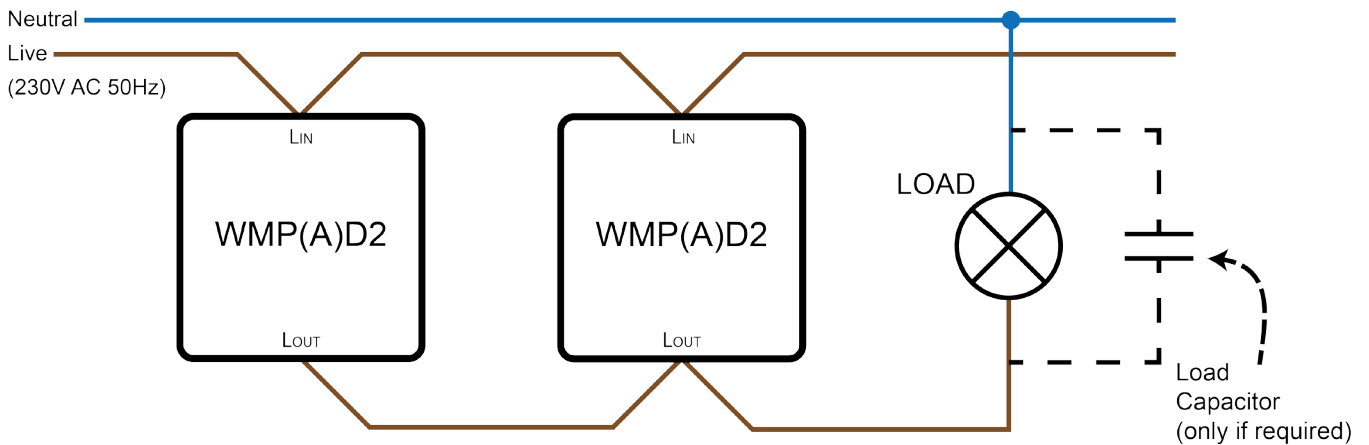 Neutral
Live
(230V AC 50Hz)
LIN
LIN
LOAD
WMP(A)D2
WMP(A)D2
LOUT
LOUT
Load
Capacitor
(only if required)